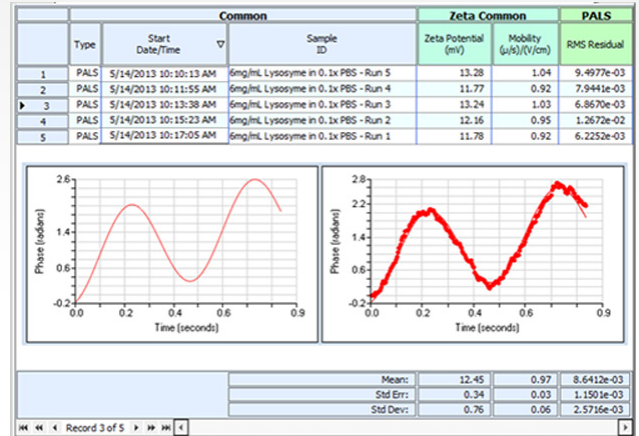 Common Zeta Common PALS
Type Start Date/Time Sample ID Zeta Potential (mV) Mobility (μ/s)/(V/cm) RMS Residual
1 PALS 5/14/2013 10:10:13 AM 6mg/mL Lysosyme in 0.1x PBS - Run 5 13.28 1.04 9.4977e-03
2 PALS 5/14/2013 10:11:55 AM 6mg/mL Lysosyme in 0.1x PBS - Run 4 11.77 0.92 7.9441e-03
3 PALS 5/14/2013 10:13:38 AM 6mg/mL Lysosyme in 0.1x PBS - Run 3 13.24 1.03 6.8670e-03
4 PALS 5/14/2013 10:15:23 AM 6mg/mL Lysosyme in 0.1x PBS - Run 2 12.16 0.95 1.2672e-02
5 PALS 5/14/2013 10:17:05 AM 6mg/mL Lysosyme in 0.1x PBS - Run 1 11.78 0.92 6.2252e-03
Phase (radians)
2.6
1.4
0.6
-0.2
0.0 0.2 0.4 0.6 0.9
Time (seconds)
Phase (radians)
2.8
2.2
1.4
0.6
-0.2
0.0 0.2 0.4 0.6 0.9
Time (seconds)
Mean: 12.45 0.97 8.6412e-03
Std Err: 0.34 0.03 1.1501e-03
Std Dev: 0.76 0.06 2.5716e-03
Record 3 of 5